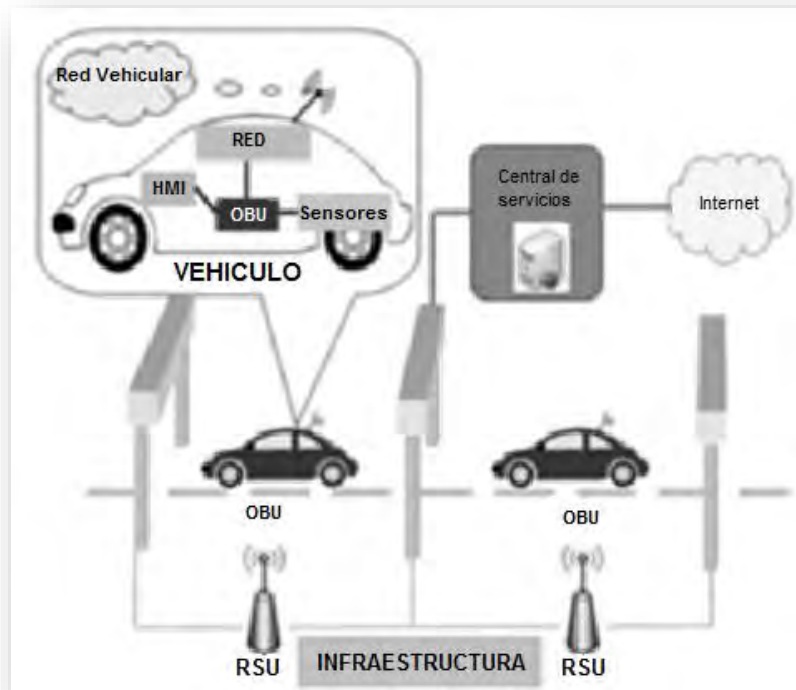 Red Vehicular
RED
HMI
OBU
Sensores
VEHICULO
Central de
servicios
Internet
OBU
OBU
RSU
INFRAESTRUCTURA
RSU